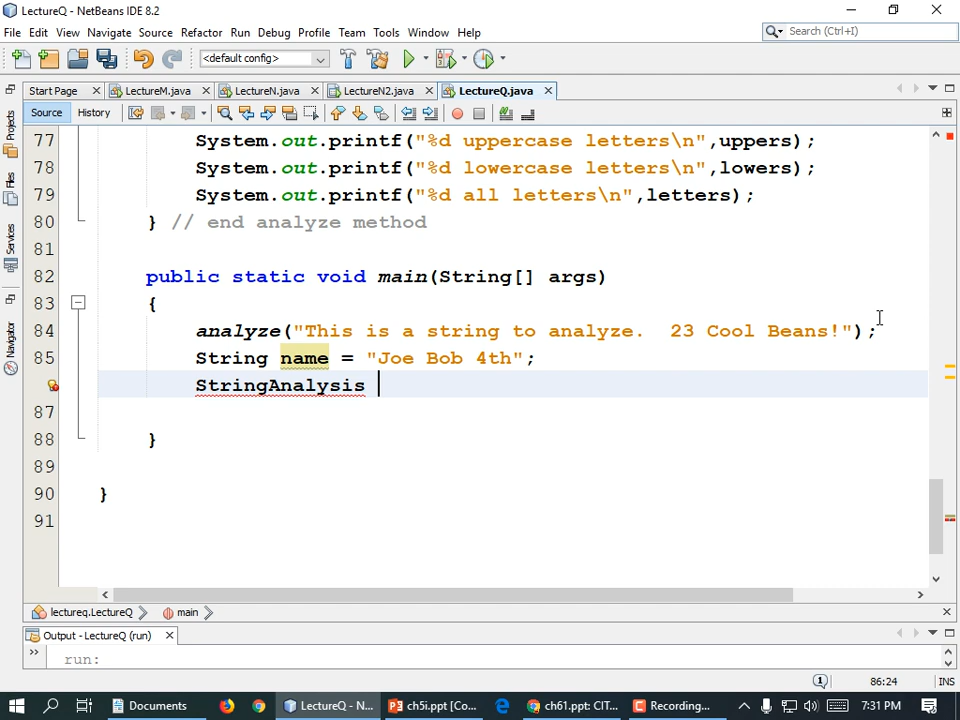 LectureQ - NetBeans IDE 8.2
File Edit View Navigate Source Refactor Run Debug Profile Team Tools Window Help
Search (Ctrl+I)
<default config>
Start Page LectureM.java LectureN.java LectureN2.java LectureQ.java
Source History
Projects
Files
Services
Navigator
77 System.out.printf("%d uppercase letters\n",uppers);
78 System.out.printf("%d lowercase letters\n",lowers);
79 System.out.printf("%d all letters\n",letters);
80 } // end analyze method
81
82 public static void main(String[] args)
83 {
84 analyze("This is a string to analyze.  23 Cool Beans!");
85 String name = "Joe Bob 4th";
StringAnalysis
87
88 }
89
90 }
91
lectureq.LectureQ main
Output - LectureQ (run)
run:
1 86:24 INS
Documents LectureQ - N... ch5i.ppt [Co... ch61.ppt: CIT... Recording... 7:31 PM